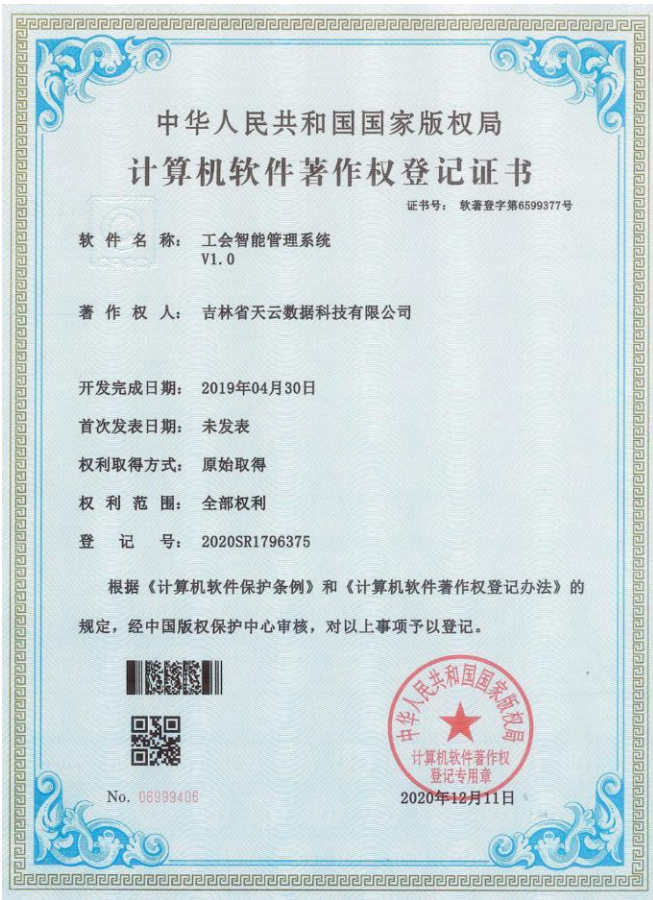 中华人民共和国国家版权局
计算机软件著作权登记证书
证书号： 软著登字第6599377号
软件名称： 工会智能管理系统
V1.0
著作权人： 吉林省天云数据科技有限公司
开发完成日期： 2019年04月30日
首次发表日期： 未发表
权利取得方式： 原始取得
权利范围： 全部权利
登记号： 2020SR1796375
根据《计算机软件保护条例》和《计算机软件著作权登记办法》的
规定，经中国版权保护中心审核，对以上事项予以登记。
中华人民共和国国家版权局
计算机软件著作权
登记专用章
No. 06999406
2020年12月11日